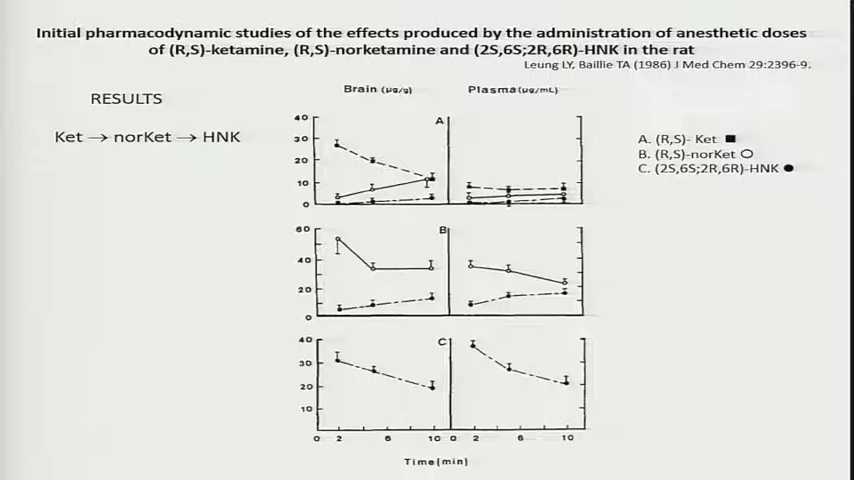 Initial pharmacodynamic studies of the effects produced by the administration of anesthetic doses
of (R,S)-ketamine, (R,S)-norketamine and (2S,6S;2R,6R)-HNK in the rat
Leung LY, Baillie TA (1986) J Med Chem 29:2396-9.
RESULTS
Ket → norKet → HNK
Brain (µg/g) Plasma (µg/mL)
A. (R,S)- Ket ■
B. (R,S)-norKet ○
C. (2S,6S;2R,6R)-HNK ●
A
40
30
20
10
0
B
60
40
20
0
C
40
30
20
10
0 2 6 10 0 2 6 10
Time (min)